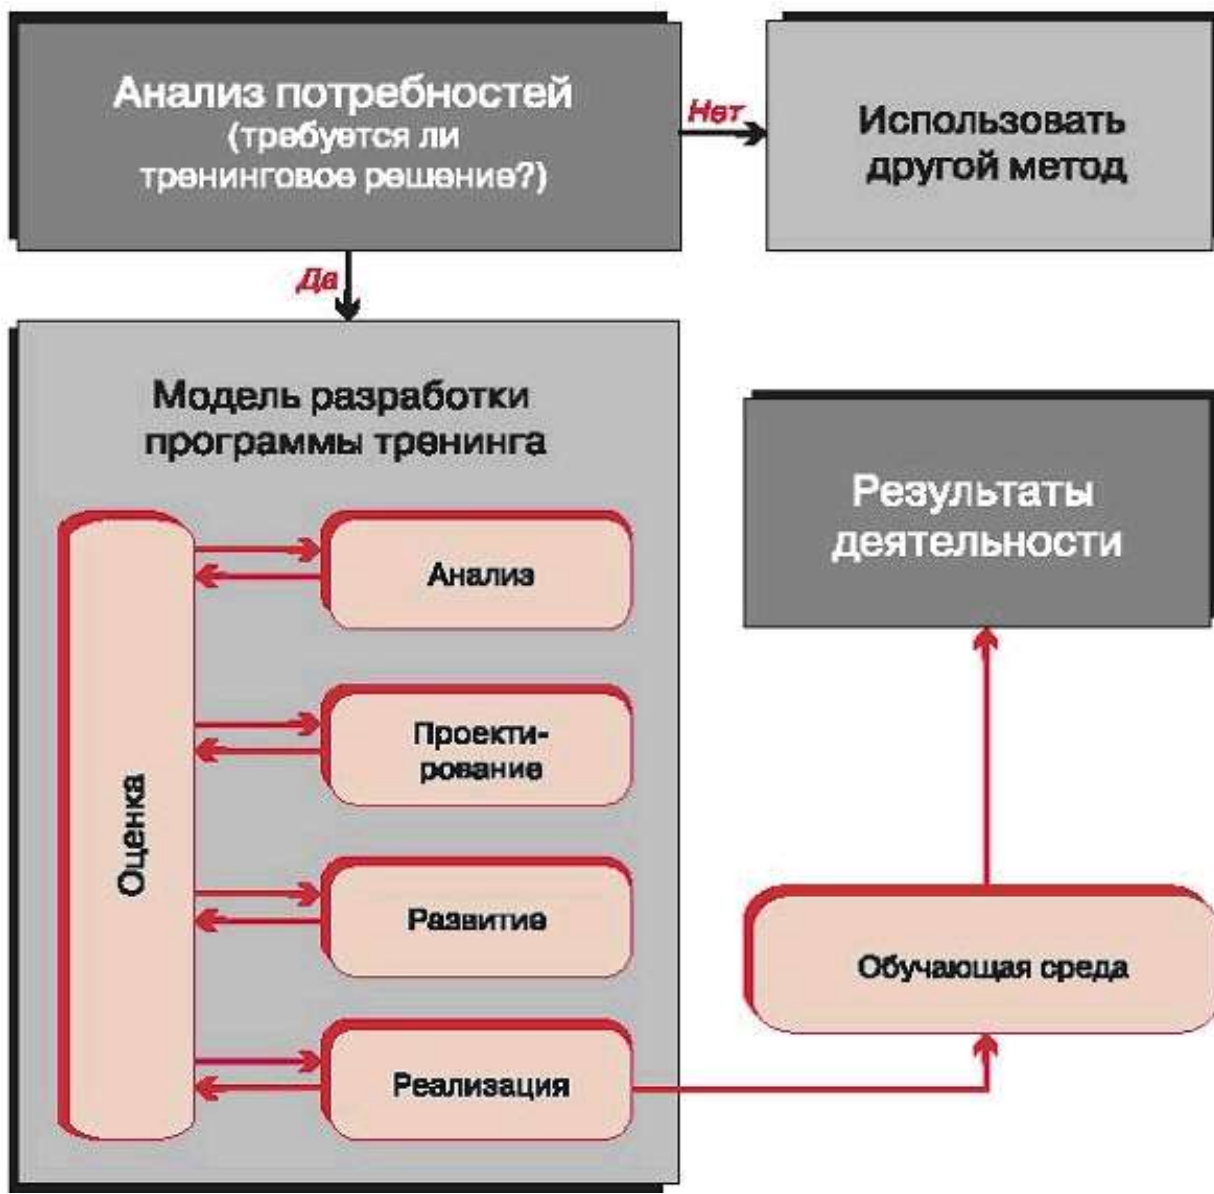 Анализ потребностей
(требуется ли
тренинговое решение?)
Нет
Использовать
другой метод
Да
Модель разработки
программы тренинга
Оценка
Анализ
Проекти-
рование
Развитие
Реализация
Результаты
деятельности
Обучающая среда